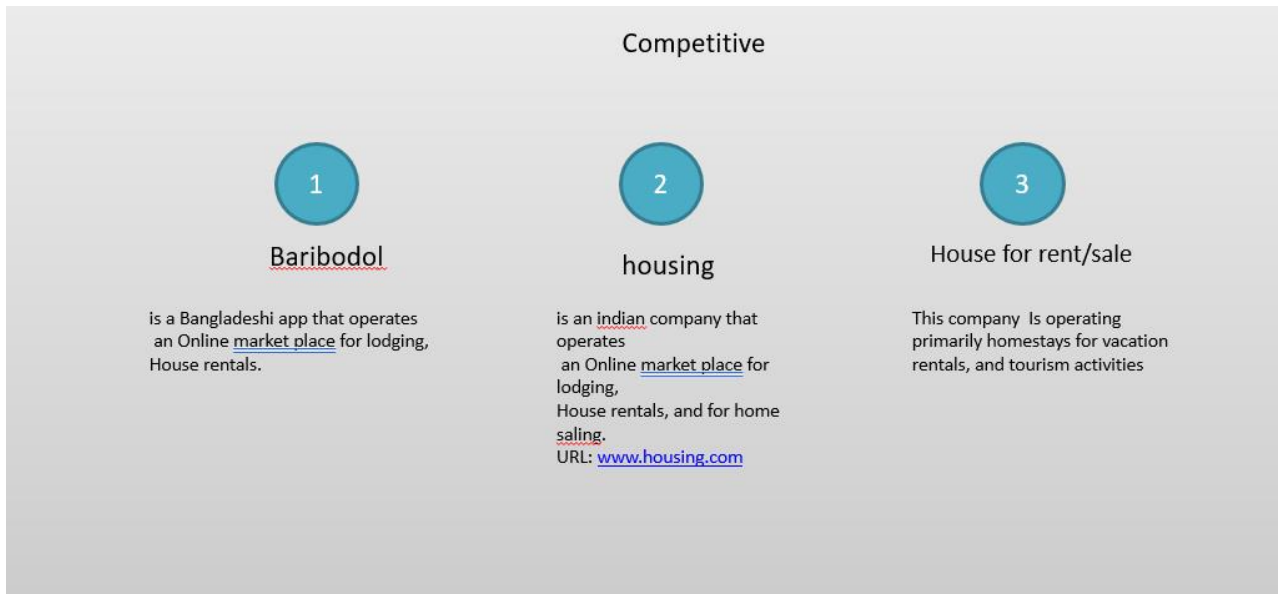 Competitive
1
Baribodol
is a Bangladeshi app that operates
an Online market place for lodging,
House rentals.
2
housing
is an indian company that
operates
an Online market place for
lodging,
House rentals, and for home
saling.
URL: www.housing.com
3
House for rent/sale
This company  Is operating
primarily homestays for vacation
rentals, and tourism activities